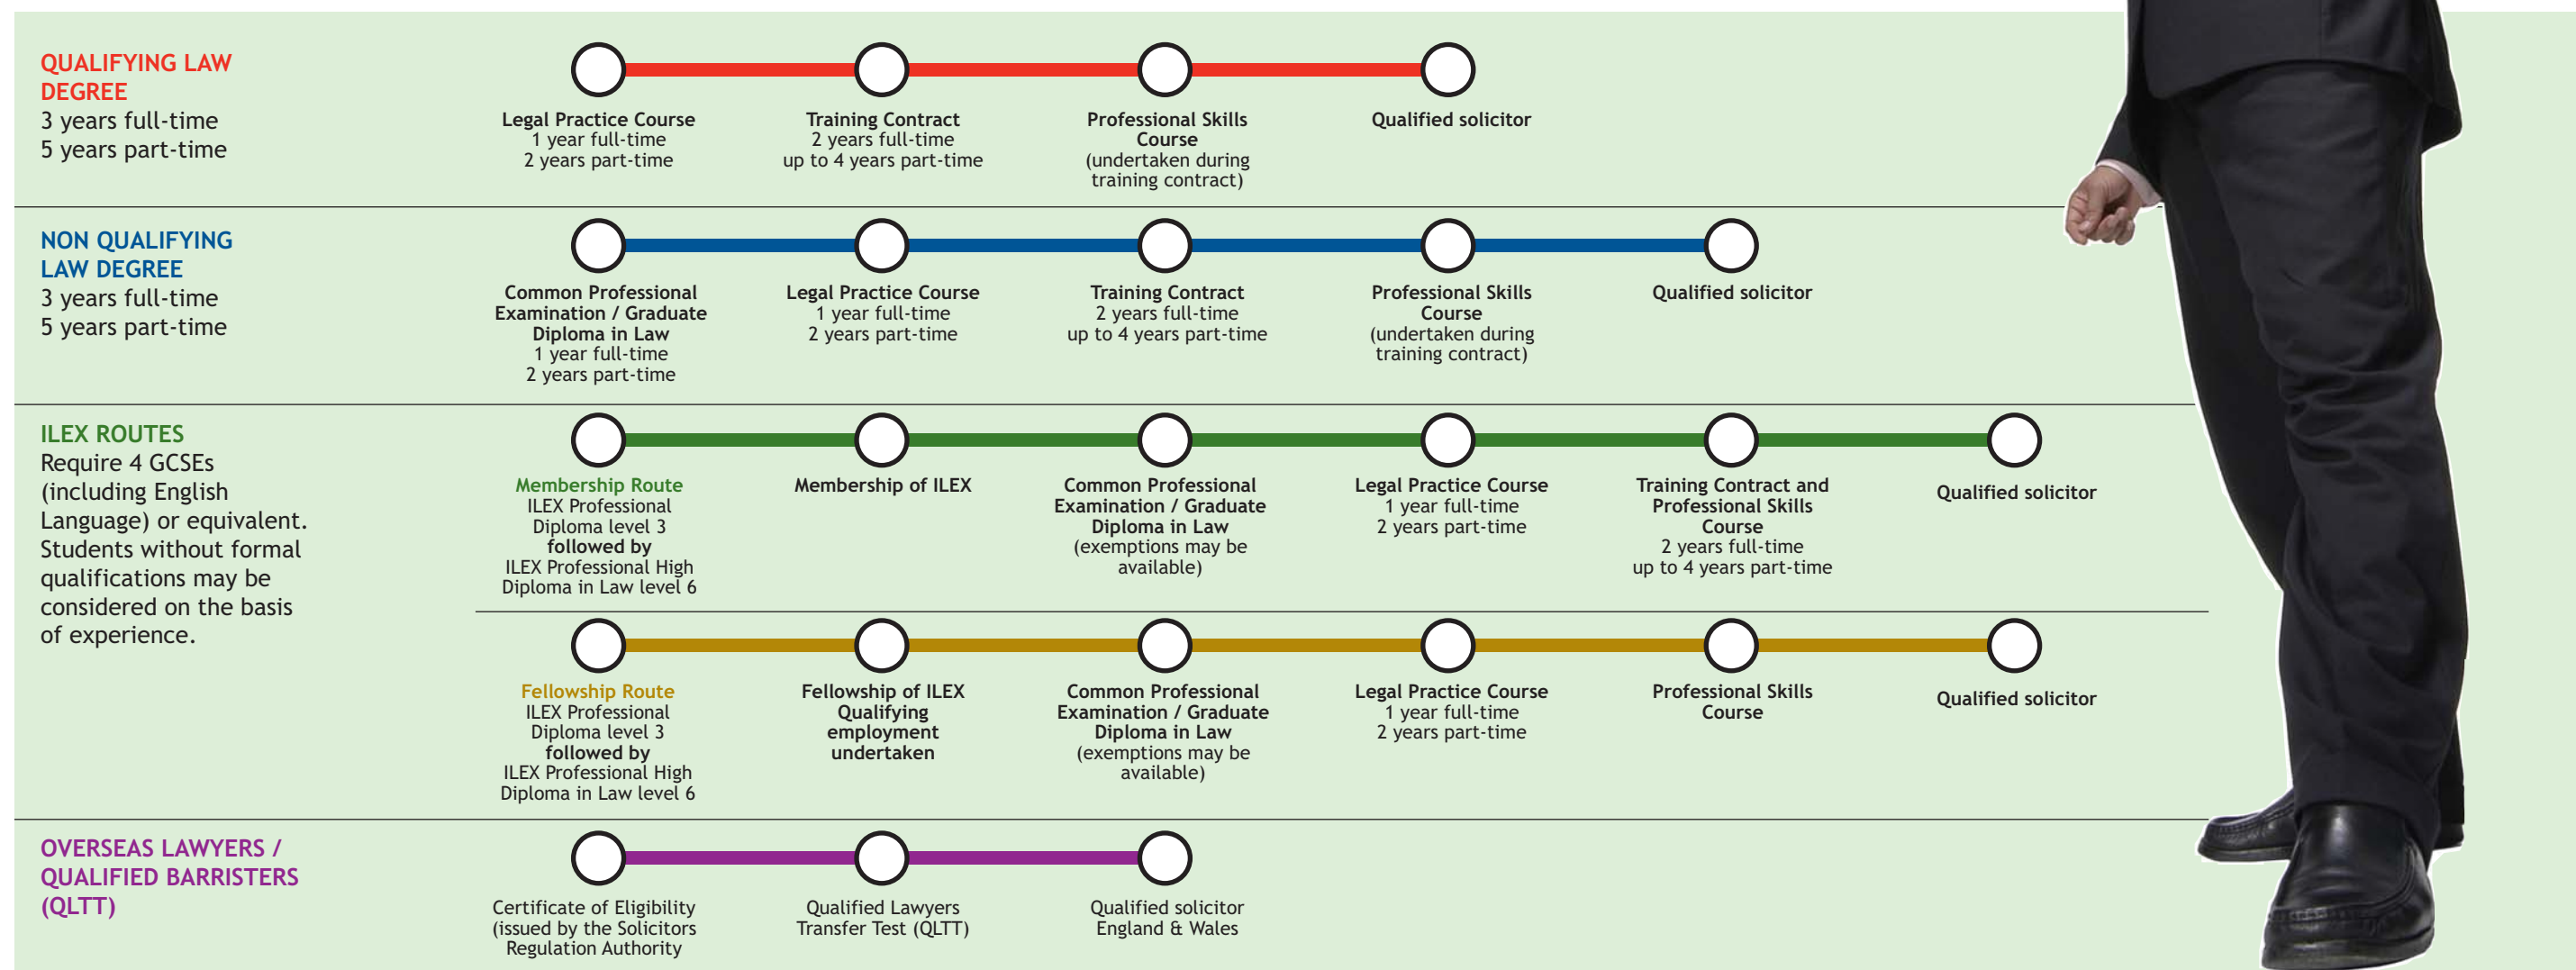 QUALIFYING LAW
DEGREE
3 years full-time
5 years part-time
Legal Practice Course
1 year full-time
2 years part-time
Training Contract
2 years full-time
up to 4 years part-time
Professional Skills
Course
(undertaken during
training contract)
Qualified solicitor
NON QUALIFYING
LAW DEGREE
3 years full-time
5 years part-time
Common Professional
Examination / Graduate
Diploma in Law
1 year full-time
2 years part-time
Legal Practice Course
1 year full-time
2 years part-time
Training Contract
2 years full-time
up to 4 years part-time
Professional Skills
Course
(undertaken during
training contract)
Qualified solicitor
ILEX ROUTES
Require 4 GCSEs
(including English
Language) or equivalent.
Students without formal
qualifications may be
considered on the basis
of experience.
Membership Route
ILEX Professional
Diploma level 3
followed by
ILEX Professional High
Diploma in Law level 6
Membership of ILEX
Common Professional
Examination / Graduate
Diploma in Law
(exemptions may be
available)
Legal Practice Course
1 year full-time
2 years part-time
Training Contract and
Professional Skills
Course
2 years full-time
up to 4 years part-time
Qualified solicitor
Fellowship Route
ILEX Professional
Diploma level 3
followed by
ILEX Professional High
Diploma in Law level 6
Fellowship of ILEX
Qualifying
employment
undertaken
Common Professional
Examination / Graduate
Diploma in Law
(exemptions may be
available)
Legal Practice Course
1 year full-time
2 years part-time
Professional Skills
Course
Qualified solicitor
OVERSEAS LAWYERS /
QUALIFIED BARRISTERS
(QLTT)
Certificate of Eligibility
(issued by the Solicitors
Regulation Authority
Qualified Lawyers
Transfer Test (QLTT)
Qualified solicitor
England & Wales